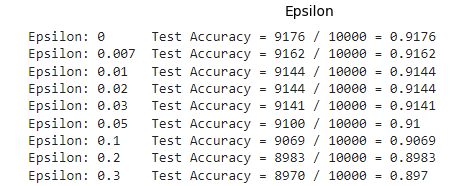 Epsilon
Epsilon: 0 Test Accuracy = 9176 / 10000 = 0.9176
Epsilon: 0.007 Test Accuracy = 9162 / 10000 = 0.9162
Epsilon: 0.01 Test Accuracy = 9144 / 10000 = 0.9144
Epsilon: 0.02 Test Accuracy = 9144 / 10000 = 0.9144
Epsilon: 0.03 Test Accuracy = 9141 / 10000 = 0.9141
Epsilon: 0.05 Test Accuracy = 9100 / 10000 = 0.91
Epsilon: 0.1 Test Accuracy = 9069 / 10000 = 0.9069
Epsilon: 0.2 Test Accuracy = 8983 / 10000 = 0.8983
Epsilon: 0.3 Test Accuracy = 8970 / 10000 = 0.897